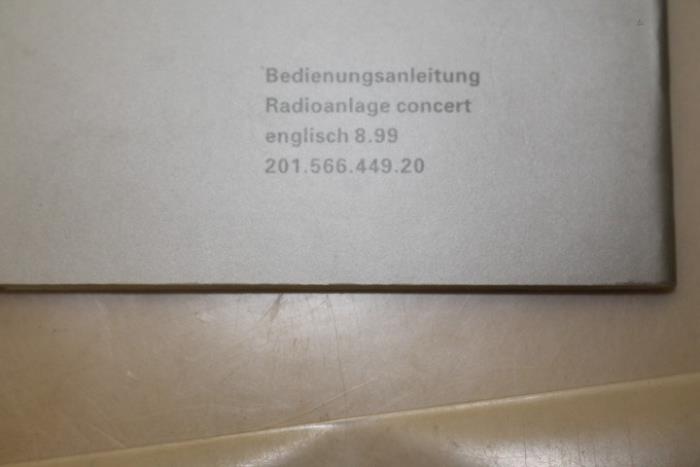 Bedienungsanleitung
Radioanlage concert
englisch 8.99
201.566.449.20